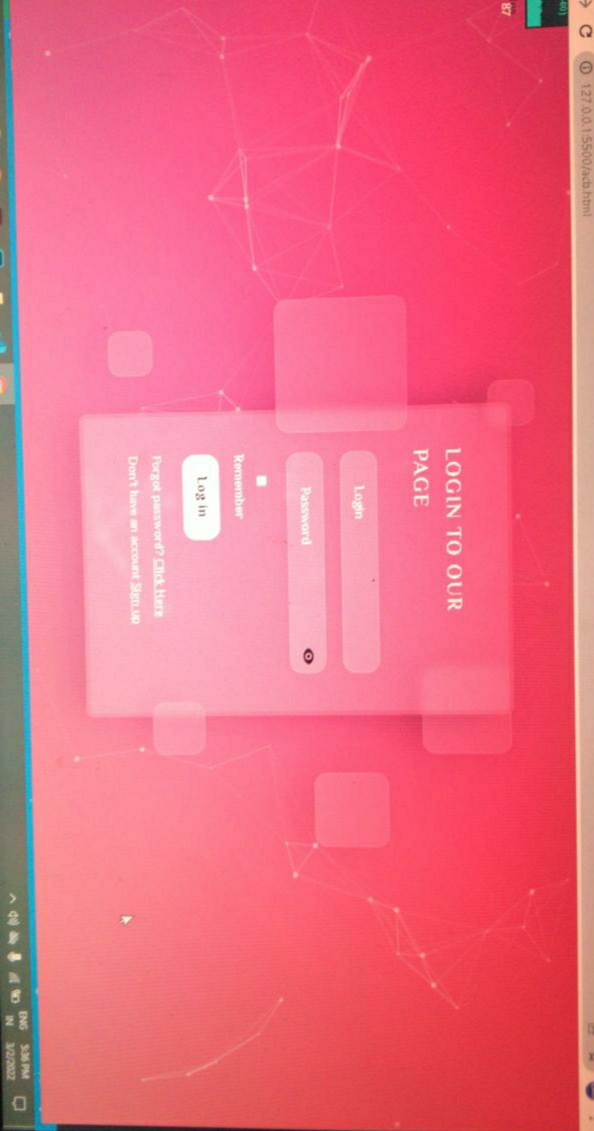 127.0.0.1:5500/acb.html
87
LOGIN TO OUR
PAGE
Login
Password
Remember
Log in
Forgot password? Click Here
Don't have an account Sign up
ENG
IN
5:36 PM
3/2/2022